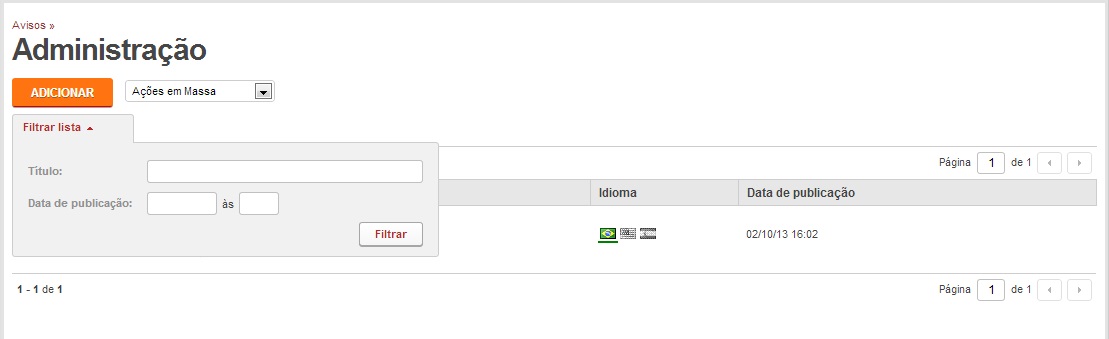 Avisos »
Administração
ADICIONAR
Ações em Massa
Filtrar lista
Título:
Data de publicação: às
Filtrar
Página 1 de 1
Idioma Data de publicação
02/10/13 16:02
1 - 1 de 1
Página 1 de 1